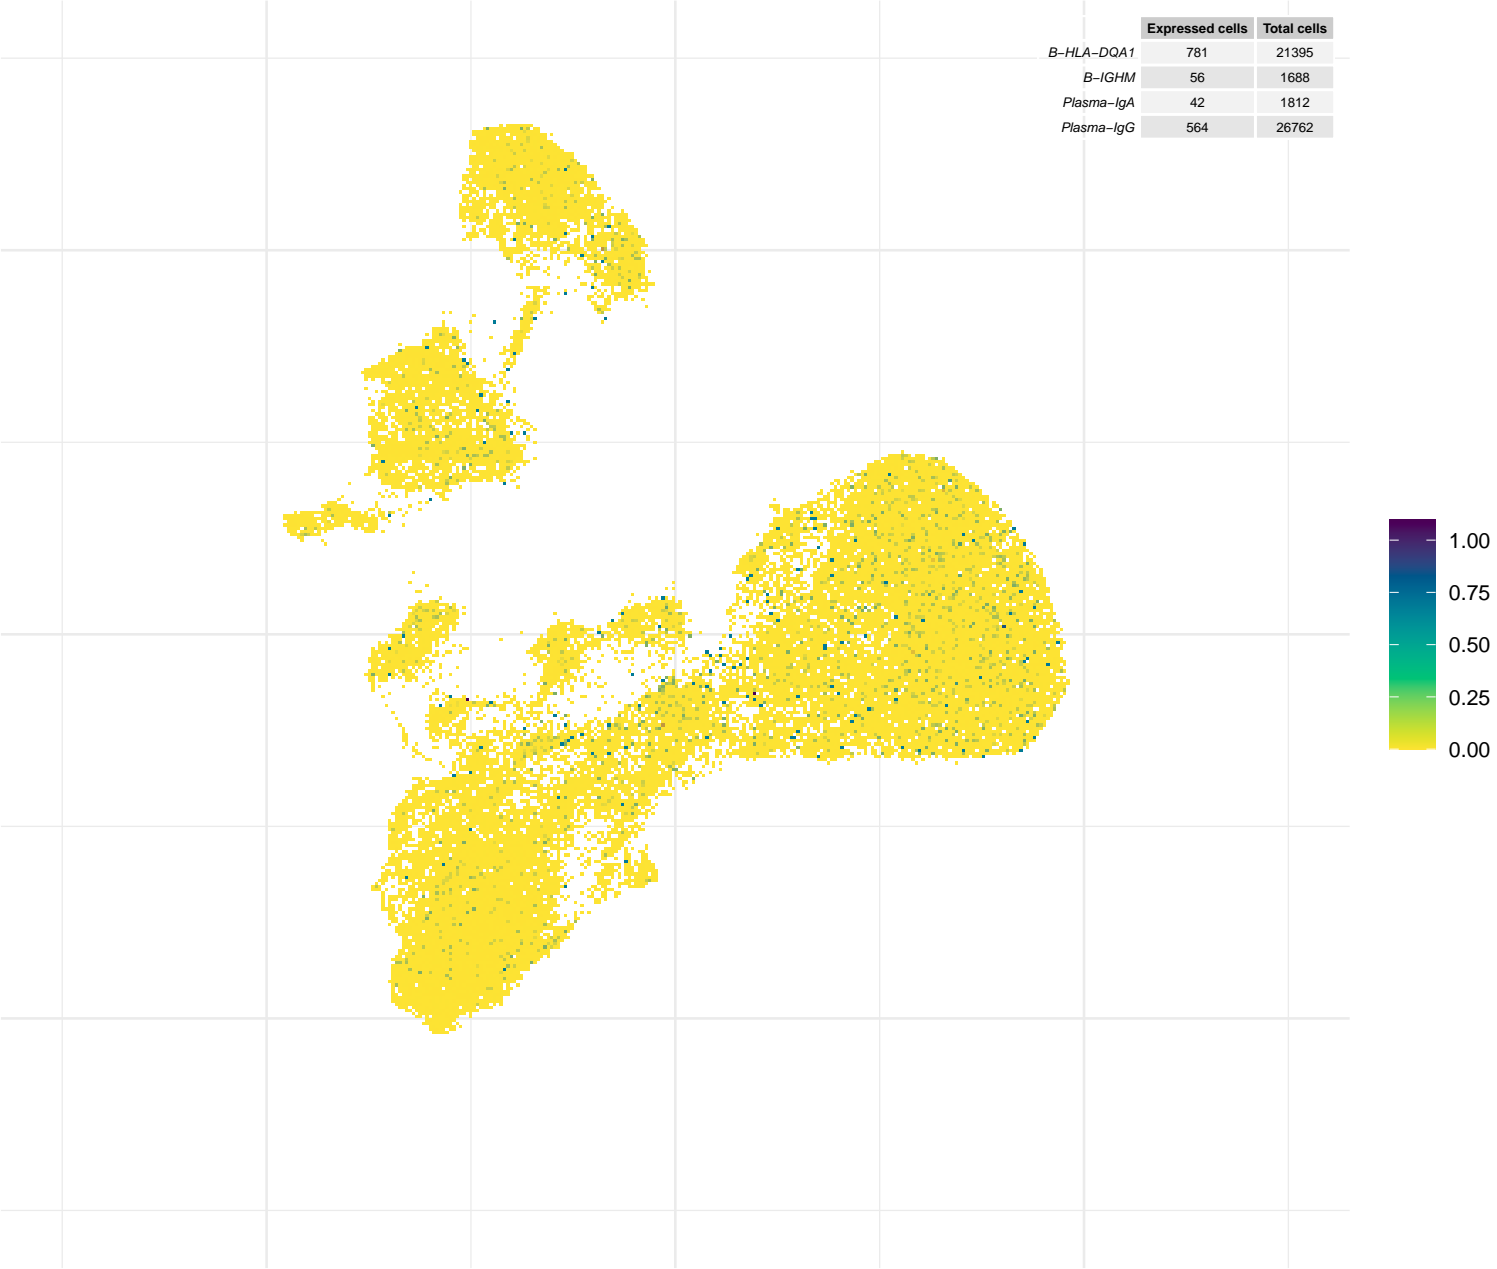 Expressed cells Total cells
B−HLA−DQA1 781 21395
B−IGHM 56 1688
Plasma−IgA 42 1812
Plasma−IgG 564 26762
1.00
0.75
0.50
0.25
0.00